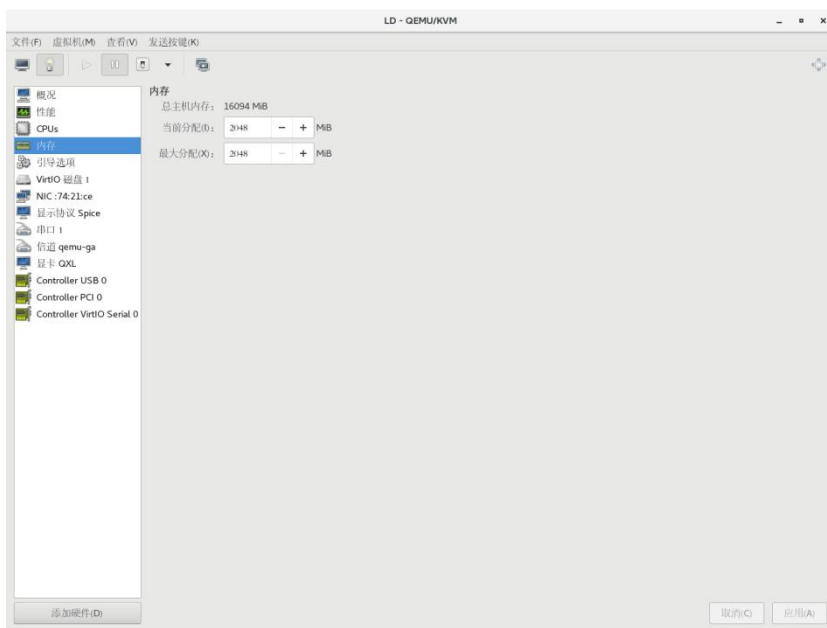 LD - QEMU/KVM
文件(F) 虚拟机(M) 查看(V) 发送按键(K)
概况
性能
CPUs
内存
引导选项
VirtIO 磁盘 1
NIC :74:21:ce
显示协议 Spice
串口 1
信道 qemu-ga
显卡 QXL
Controller USB 0
Controller PCI 0
Controller VirtIO Serial 0
添加硬件(D)
内存
总主机内存: 16094 MiB
当前分配(I): 2048 - + MiB
最大分配(X): 2048 - + MiB
取消(C) 应用(A)